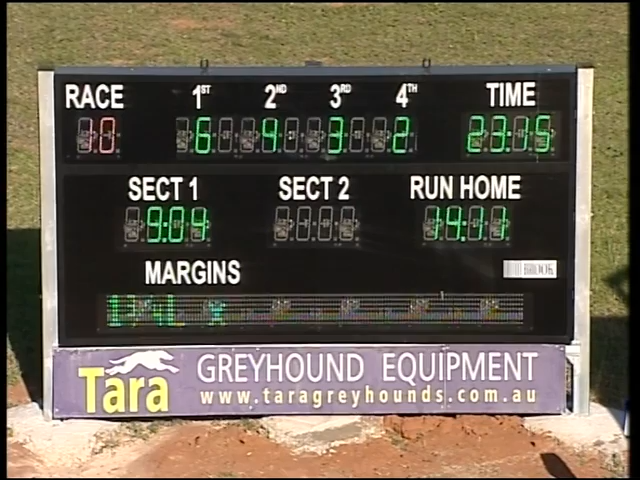 RACE 1ST 2ND 3RD 4TH TIME
10 6 4 3 2 23:15
SECT 1 SECT 2 RUN HOME
9:04 14:11
MARGINS
Tara GREYHOUND EQUIPMENT
www.taragreyhounds.com.au